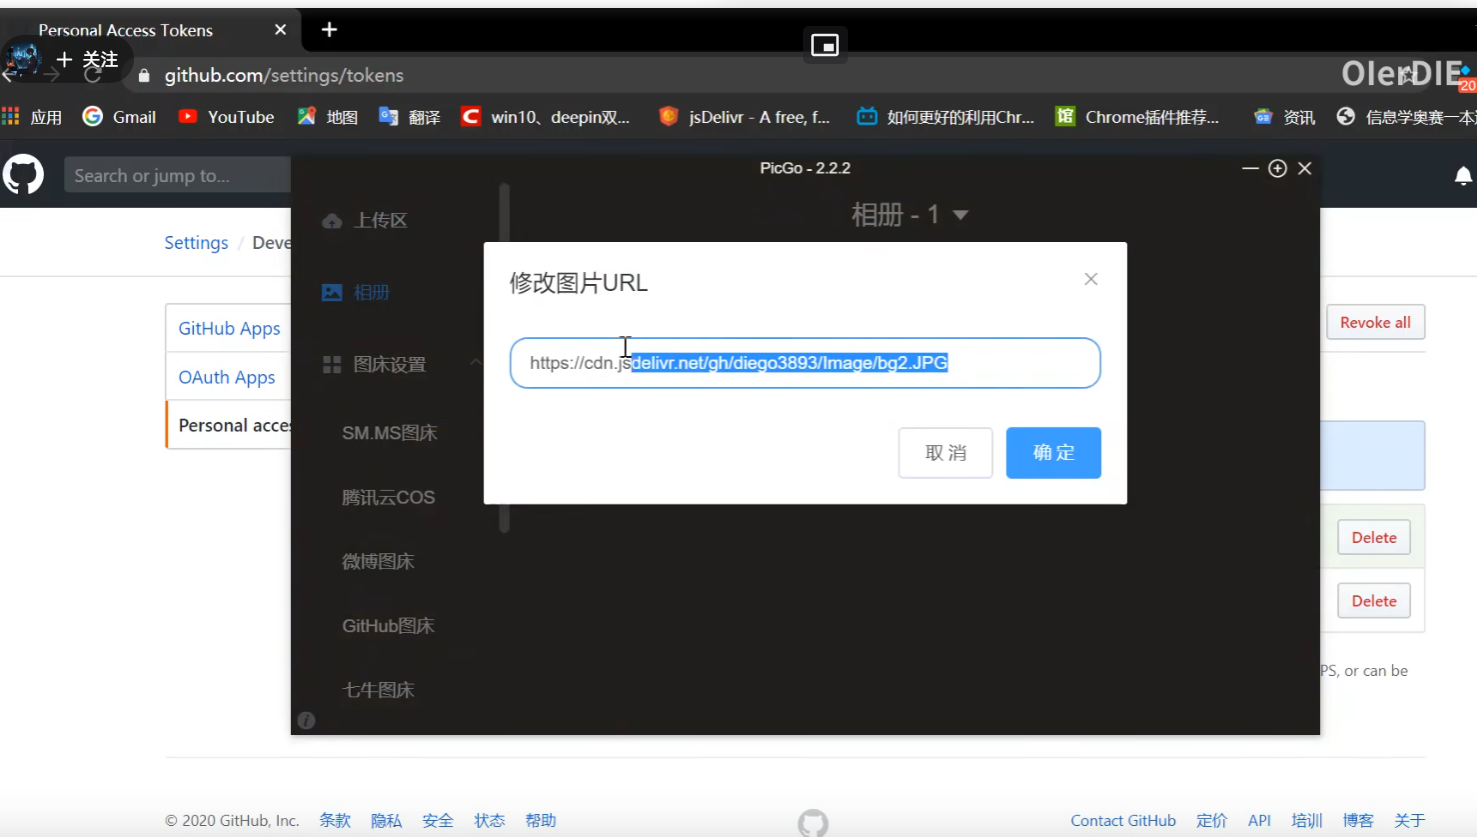 Personal Access Tokens
关注
github.com/settings/tokens
OlerDIE
20
应用 Gmail YouTube 地图 翻译 win10、deepin双... jsDelivr - A free, f... 如何更好的利用Chr... Chrome插件推荐... 资讯 信息学奥赛一本
Search or jump to...
PicGo - 2.2.2
上传区
相册 - 1
Settings / Deve
修改图片URL
相册
GitHub Apps
Revoke all
图床设置
https://cdn.jsdelivr.net/gh/diego3893/Image/bg2.JPG
OAuth Apps
Personal acces
SM.MS图床
取消 确定
腾讯云COS
Delete
微博图床
Delete
GitHub图床
PS, or can be
七牛图床
© 2020 GitHub, Inc. 条款 隐私 安全 状态 帮助 Contact GitHub 定价 API 培训 博客 关于